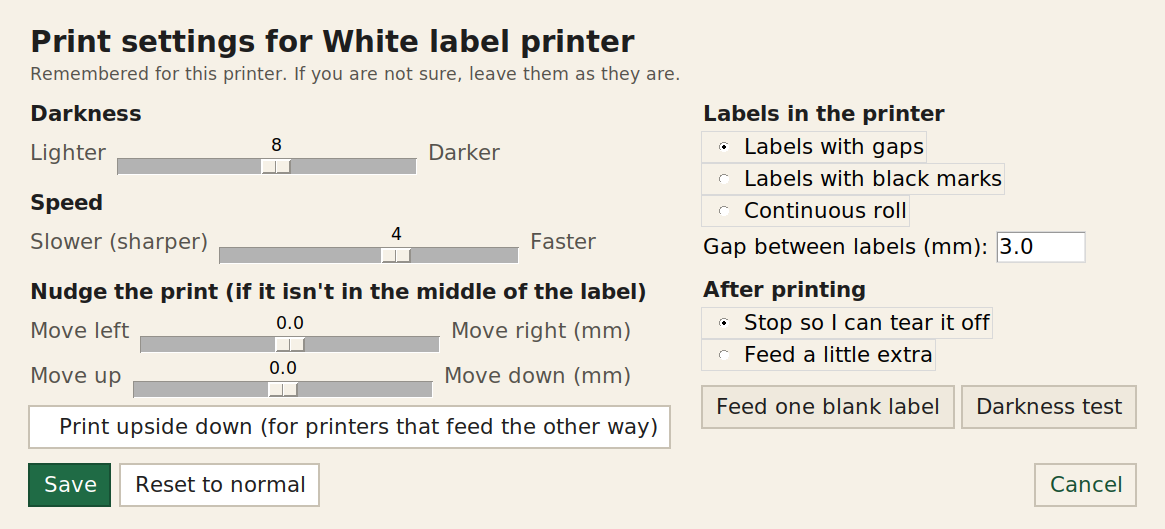 Print settings for White label printer
Remembered for this printer. If you are not sure, leave them as they are.
Darkness
Lighter 8 Darker
Speed
Slower (sharper) 4 Faster
Nudge the print (if it isn't in the middle of the label)
Move left 0.0 Move right (mm)
Move up 0.0 Move down (mm)
Print upside down (for printers that feed the other way)
Labels in the printer
Labels with gaps
Labels with black marks
Continuous roll
Gap between labels (mm): 3.0
After printing
Stop so I can tear it off
Feed a little extra
Feed one blank label Darkness test
Save Reset to normal Cancel